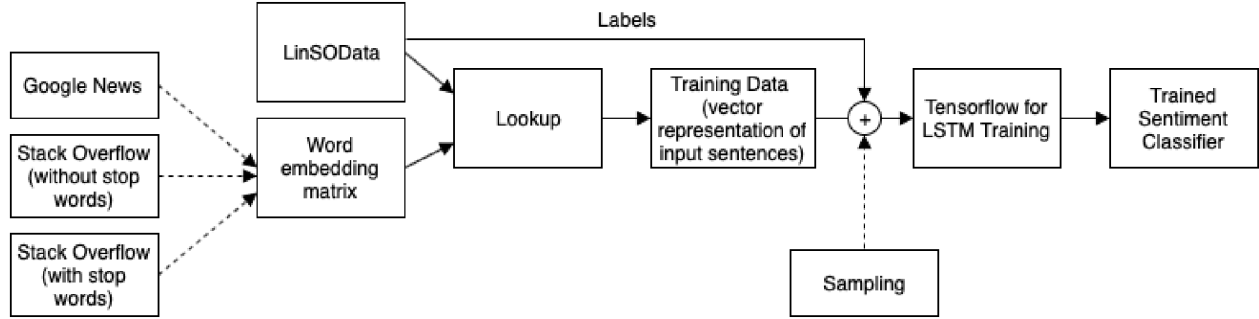 Labels
LinSOData
Google News
Stack Overflow
(without stop
words)
Stack Overflow
(with stop
words)
Word
embedding
matrix
Lookup
Training Data
(vector
representation of
input sentences)
+
Tensorflow for
LSTM Training
Trained
Sentiment
Classifier
Sampling